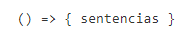 () => { sentencias }